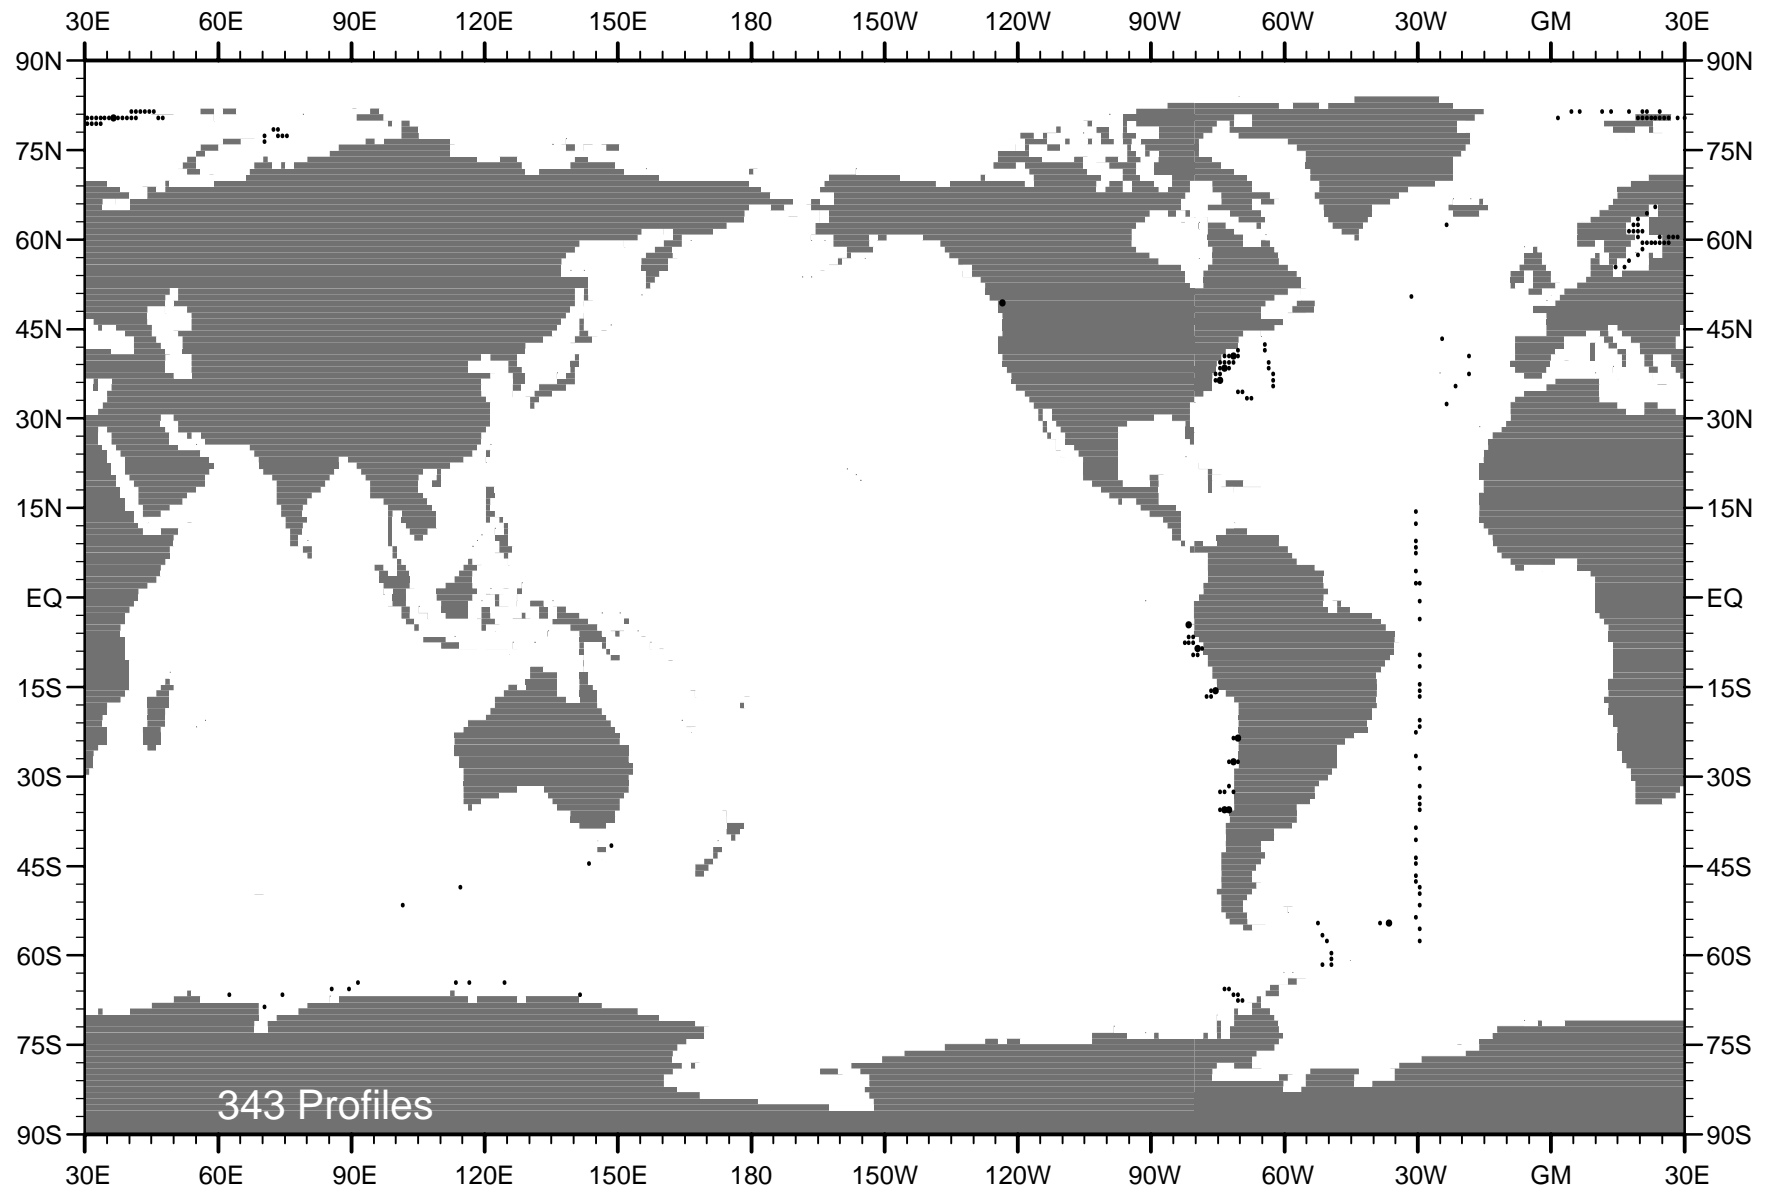 30E 60E 90E 120E 150E 180 150W 120W 90W 60W 30W GM 30E
90N 90N
75N 75N
60N 60N
45N 45N
30N 30N
15N 15N
EQ EQ
15S 15S
30S 30S
45S 45S
60S 60S
75S 75S
343 Profiles
90S 90S
30E 60E 90E 120E 150E 180 150W 120W 90W 60W 30W GM 30E